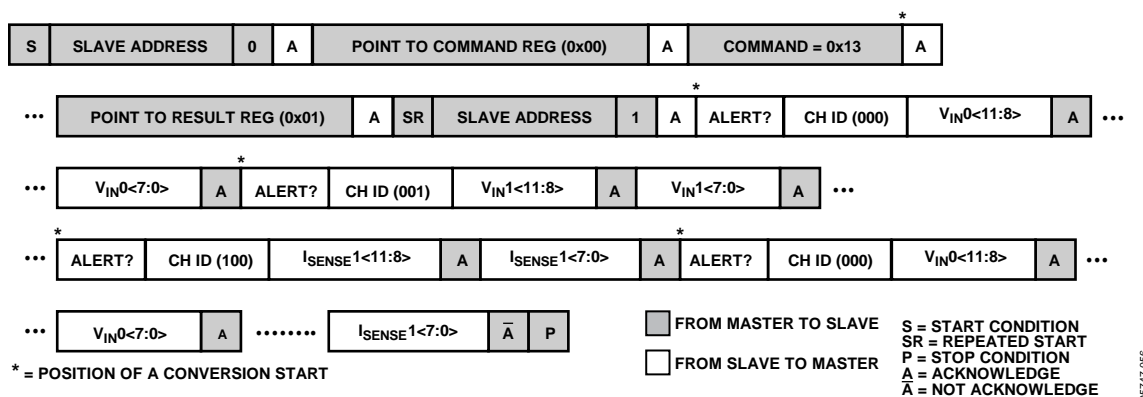 *
S SLAVE ADDRESS 0 A POINT TO COMMAND REG (0x00) A COMMAND = 0x13 A
*
••• POINT TO RESULT REG (0x01) A SR SLAVE ADDRESS 1 A ALERT? CH ID (000) VIN0<11:8> A •••
*
••• VIN0<7:0> A ALERT? CH ID (001) VIN1<11:8> A VIN1<7:0> A •••
* *
••• ALERT? CH ID (100) ISENSE1<11:8> A ISENSE1<7:0> A ALERT? CH ID (000) VIN0<11:8> A •••
••• VIN0<7:0> A •••••••• ISENSE1<7:0> A̅ P
* = POSITION OF A CONVERSION START
FROM MASTER TO SLAVE
FROM SLAVE TO MASTER
S = START CONDITION
SR = REPEATED START
P = STOP CONDITION
A = ACKNOWLEDGE
A̅ = NOT ACKNOWLEDGE